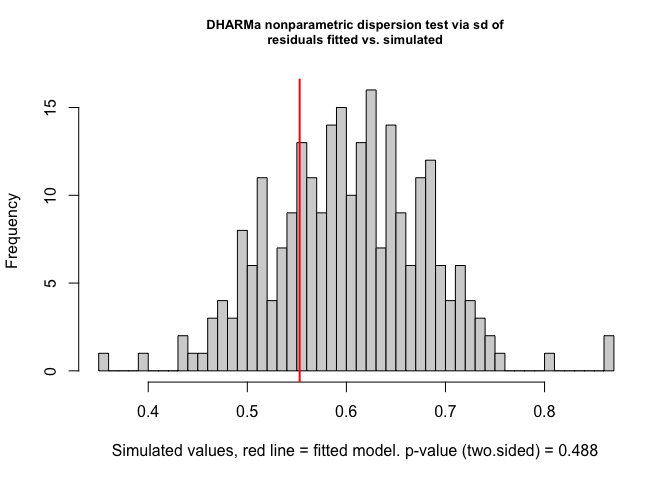 DHARMa nonparametric dispersion test via sd of
residuals fitted vs. simulated
Frequency
15
10
5
0
0.4 0.5 0.6 0.7 0.8
Simulated values, red line = fitted model. p-value (two.sided) = 0.488